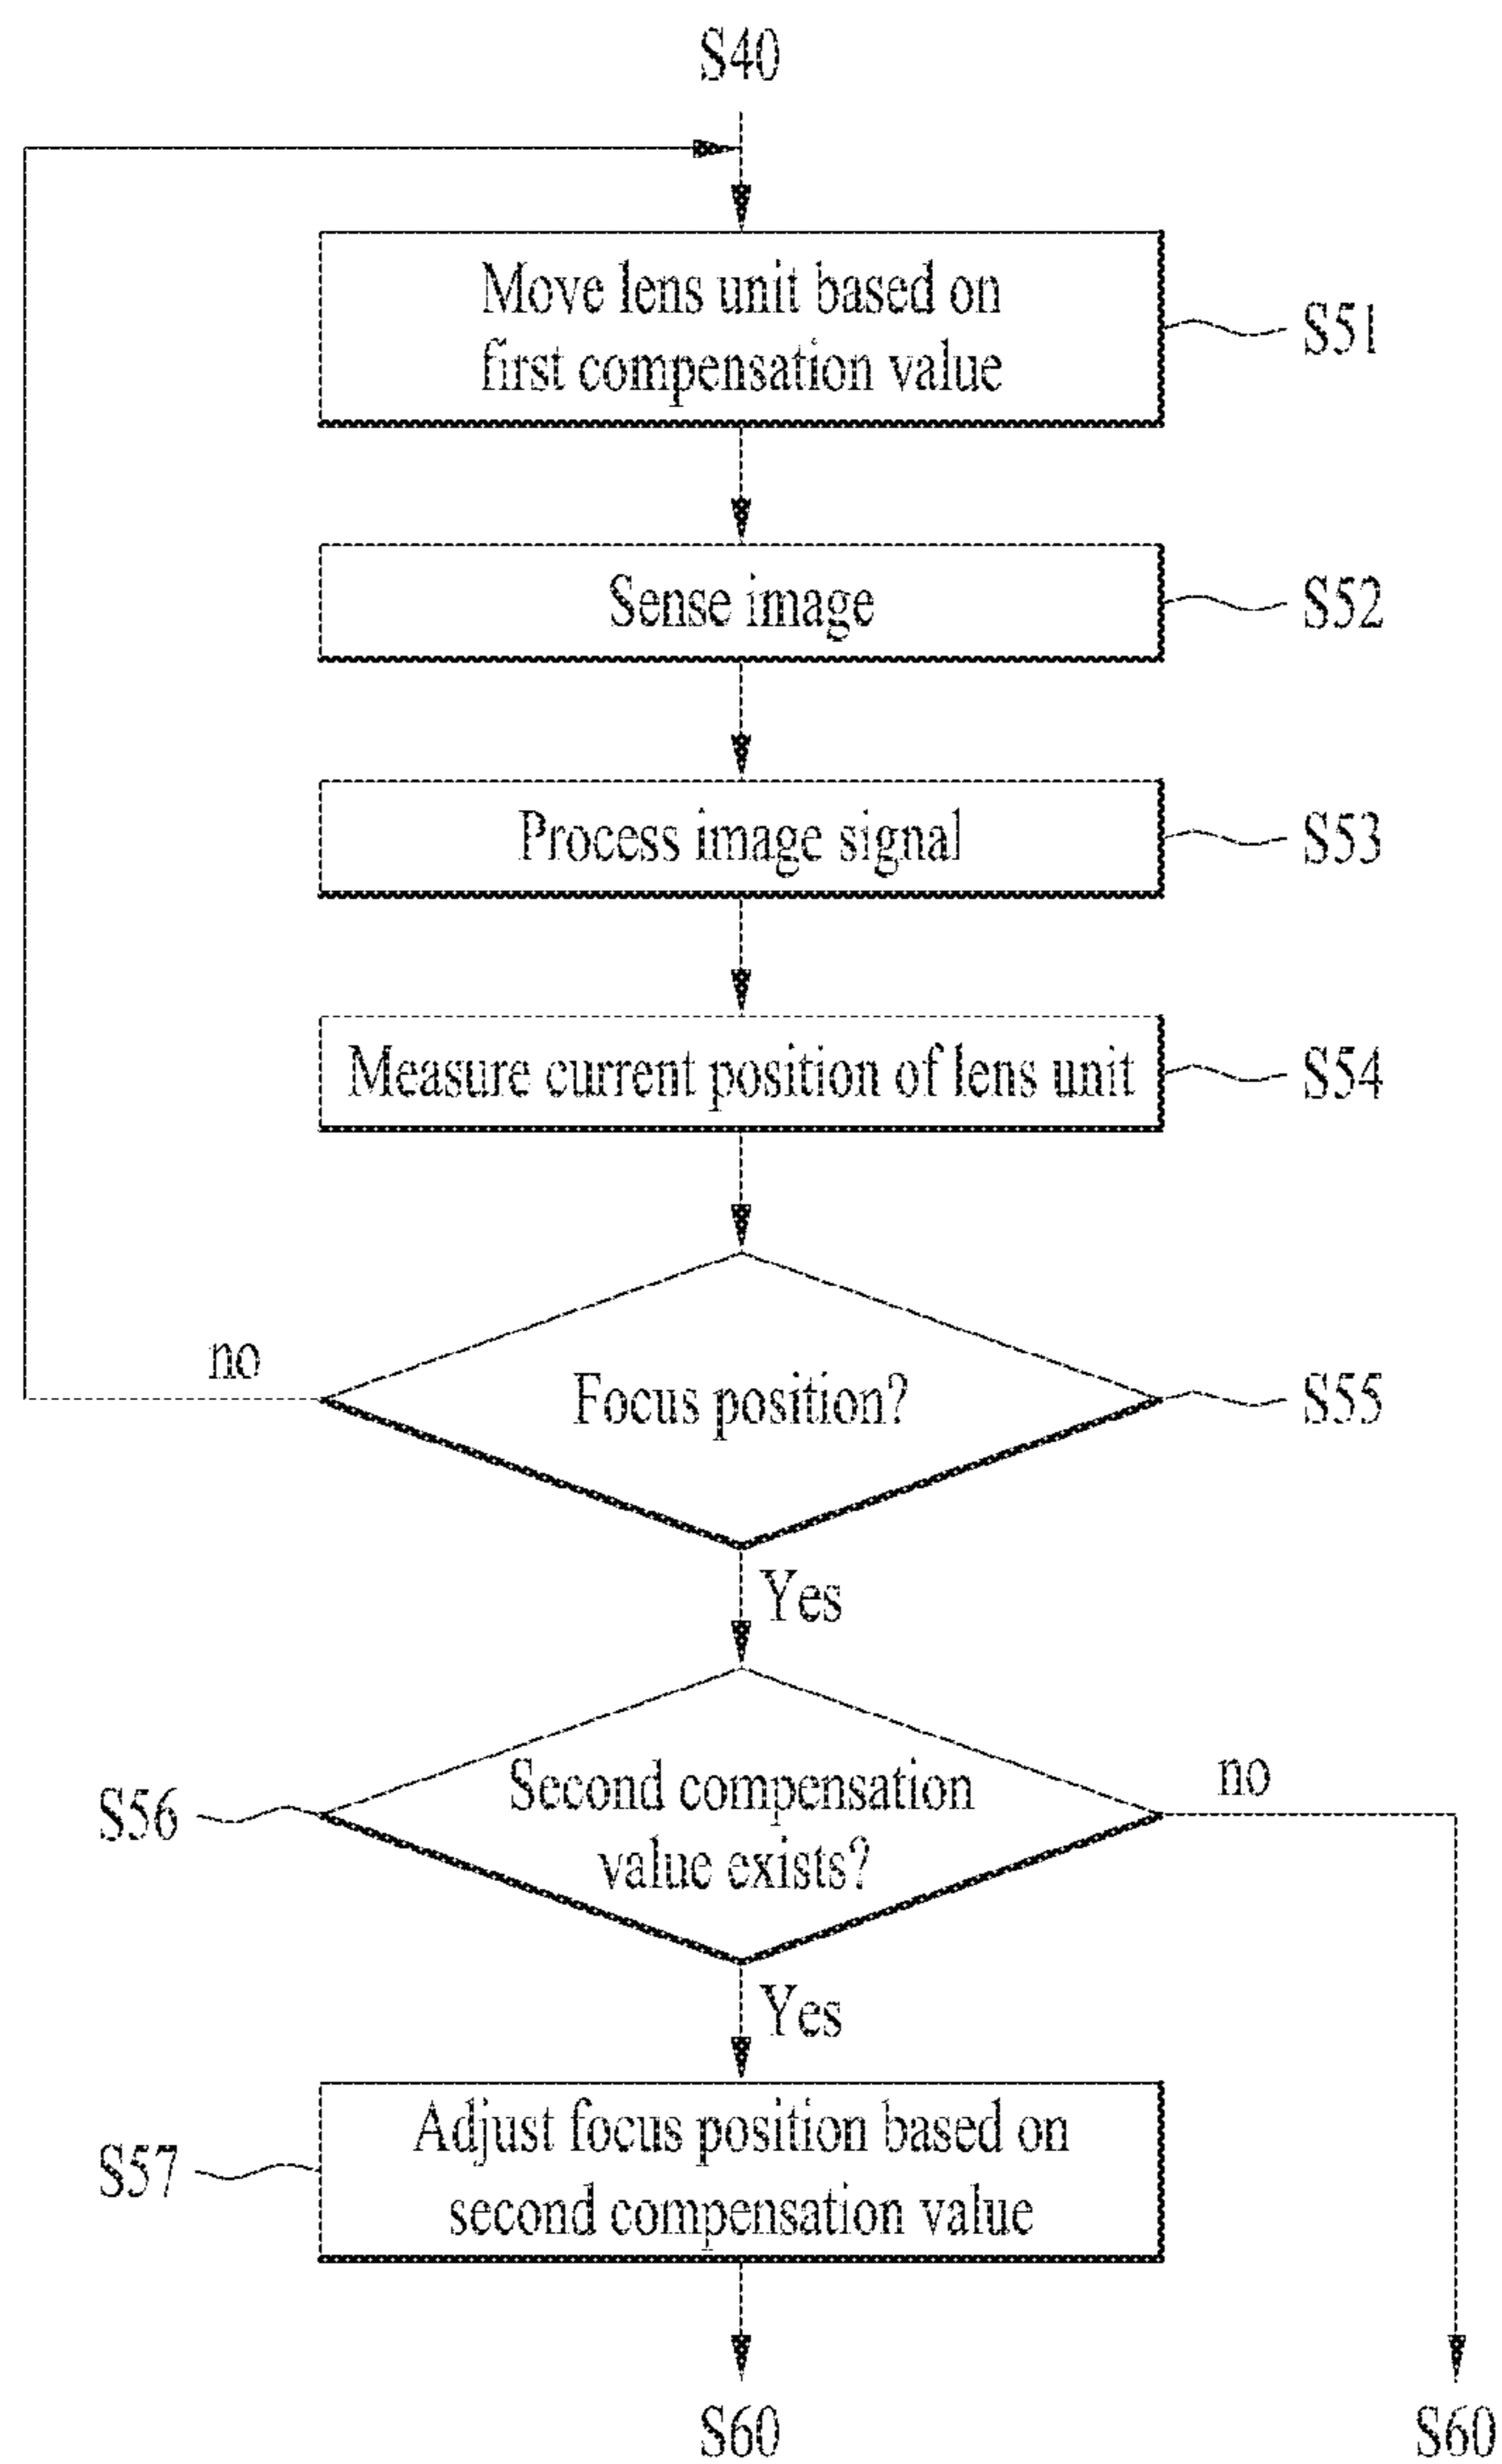 S40
Move lens unit based on
first compensation value
S51
Sense image
S52
Process image signal
S53
Measure current position of lens unit
S54
no
Focus position?
S55
Yes
S56
Second compensation
value exists?
no
Yes
S57
Adjust focus position based on
second compensation value
S60
S60